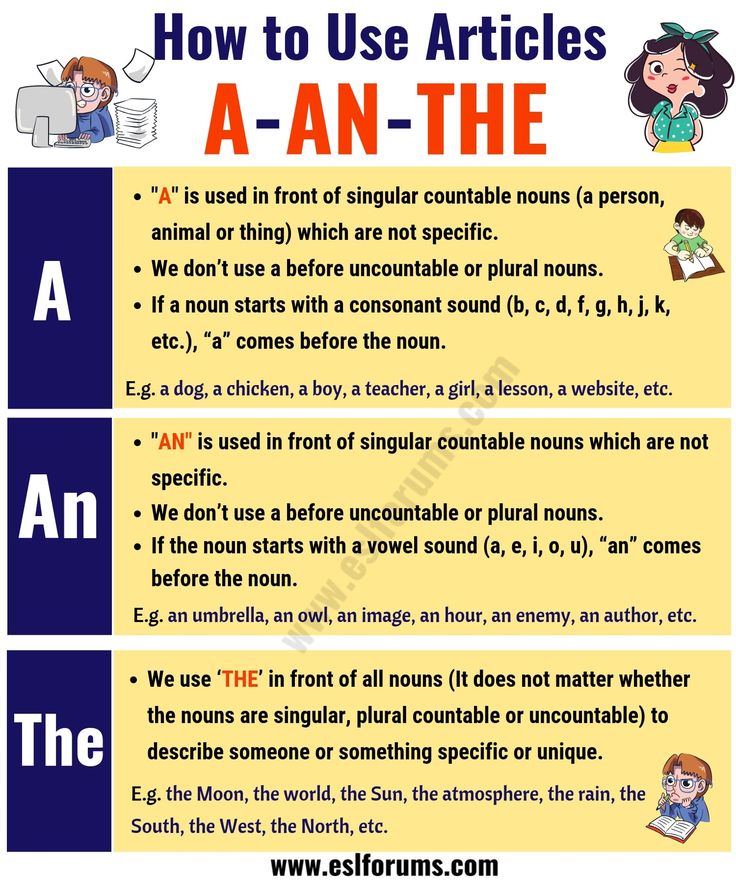 How to Use Articles
A-AN-THE
A
• "A" is used in front of singular countable nouns (a person,
animal or thing) which are not specific.
• We don’t use a before uncountable or plural nouns.
• If a noun starts with a consonant sound (b, c, d, f, g, h, j, k,
etc.), “a” comes before the noun.
E.g. a dog, a chicken, a boy, a teacher, a girl, a lesson, a website, etc.
An
• "AN" is used in front of singular countable nouns which are not
specific.
• We don’t use a before uncountable or plural nouns.
• If the noun starts with a vowel sound (a, e, i, o, u), “an” comes
before the noun.
E.g. an umbrella, an owl, an image, an hour, an enemy, an author, etc.
The
• We use ‘THE’ in front of all nouns (It does not matter whether
the nouns are singular, plural countable or uncountable) to
describe someone or something specific or unique.
E.g. the Moon, the world, the Sun, the atmosphere, the rain, the
South, the West, the North, etc.
www.eslforums.com
www.eslforums.com